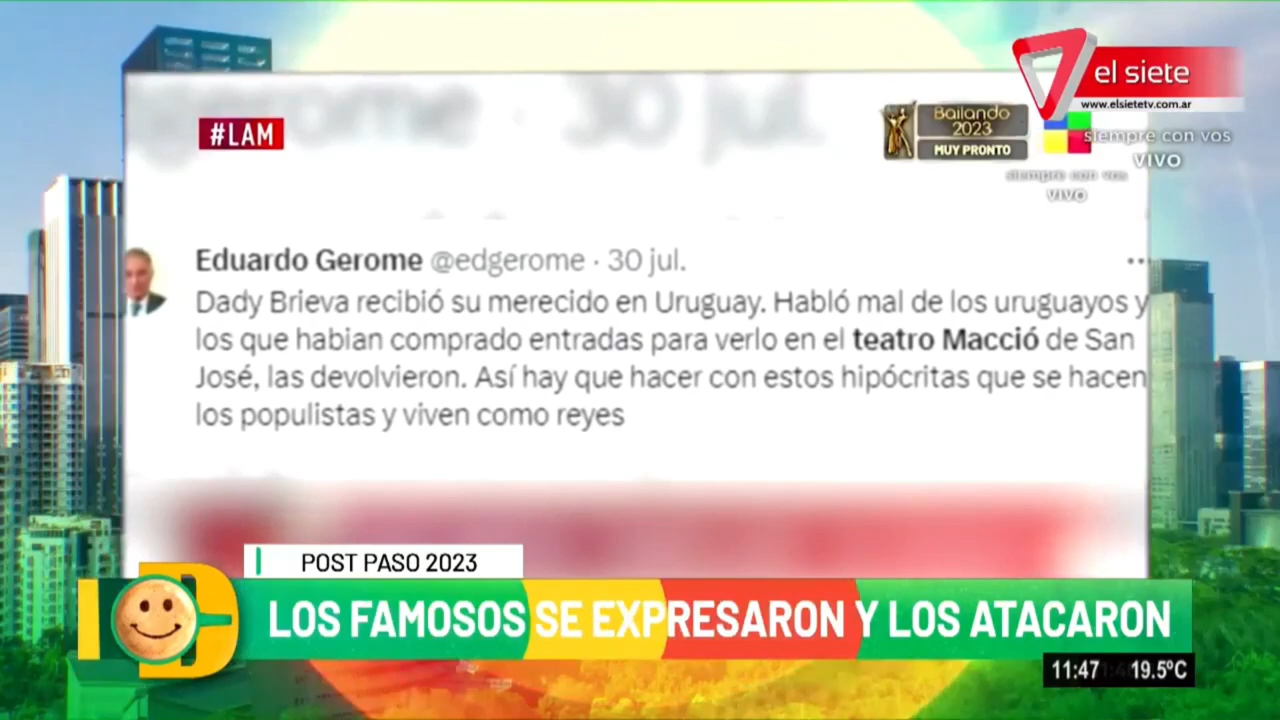 el siete
www.elsietetv.com.ar
#LAM
Bailando
2023
MUY PRONTO
siempre con vos
VIVO
siempre con vos
VIVO
Eduardo Gerome @edgerome · 30 jul.
Dady Brieva recibió su merecido en Uruguay. Habló mal de los uruguayos y
los que habian comprado entradas para verlo en el teatro Macció de San
José, las devolvieron. Así hay que hacer con estos hipócritas que se hacen
los populistas y viven como reyes
POST PASO 2023
LOS FAMOSOS SE EXPRESARON Y LOS ATACARON
11:47 19.5°C